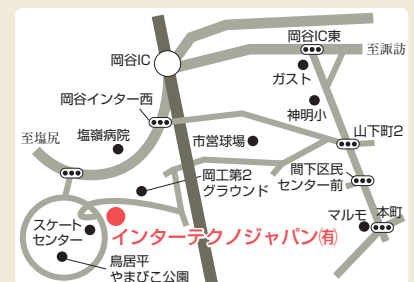 岡谷IC東
至諏訪
岡谷IC
ガスト
岡谷インター西
神明小
至塩尻
塩嶺病院
市営球場
山下町2
岡工第2
グラウンド
間下区民
センター前
マルモ
本町
スケート
センター
インターテクノジャパン㈲
鳥居平
やまびこ公園